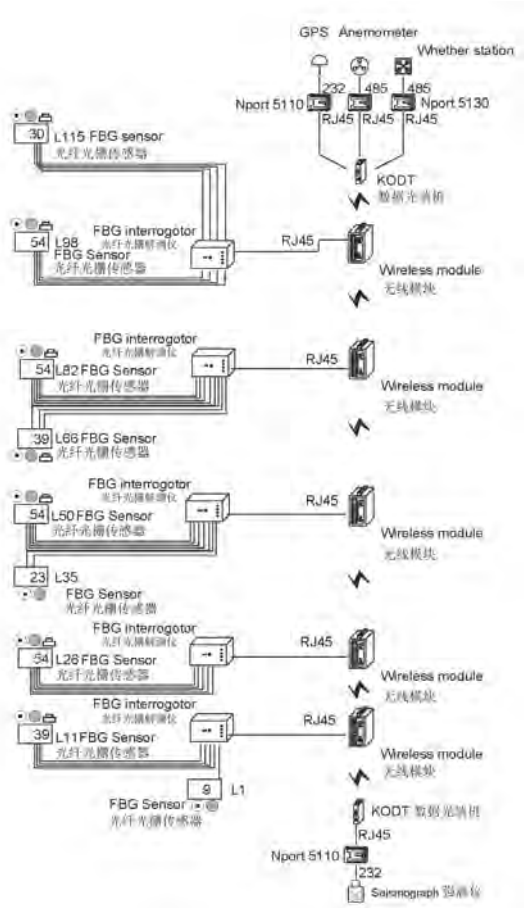 GPS Anemometer
Whether station
232 485 485
Nport 5110 Nport 5130
RJ45 RJ45 RJ45
KODT
数据光端机
30 L115 FBG sensor
光纤光栅传感器
FBG interrogotor
光纤光栅解调仪
RJ45
54 L98
FBG Sensor
光纤光栅传感器
Wireless module
无线模块
FBG interrogotor
光纤光栅解调仪
RJ45
54 L82 FBG Sensor
光纤光栅传感器
Wireless module
无线模块
39 L66 FBG Sensor
光纤光栅传感器
FBG interrogotor
光纤光栅解调仪
RJ45
54 L50 FBG Sensor
光纤光栅传感器
Wireless module
无线模块
23 L35
FBG Sensor
光纤光栅传感器
FBG interrogotor
光纤光栅解调仪
RJ45
54 L26 FBG Sensor
光纤光栅传感器
Wireless module
无线模块
FBG interrogotor
光纤光栅解调仪
RJ45
39 L11 FBG Sensor
光纤光栅传感器
Wireless module
无线模块
9 L1
FBG Sensor
光纤光栅传感器
KODT 数据光端机
RJ45
Nport 5110
232
Seismograph